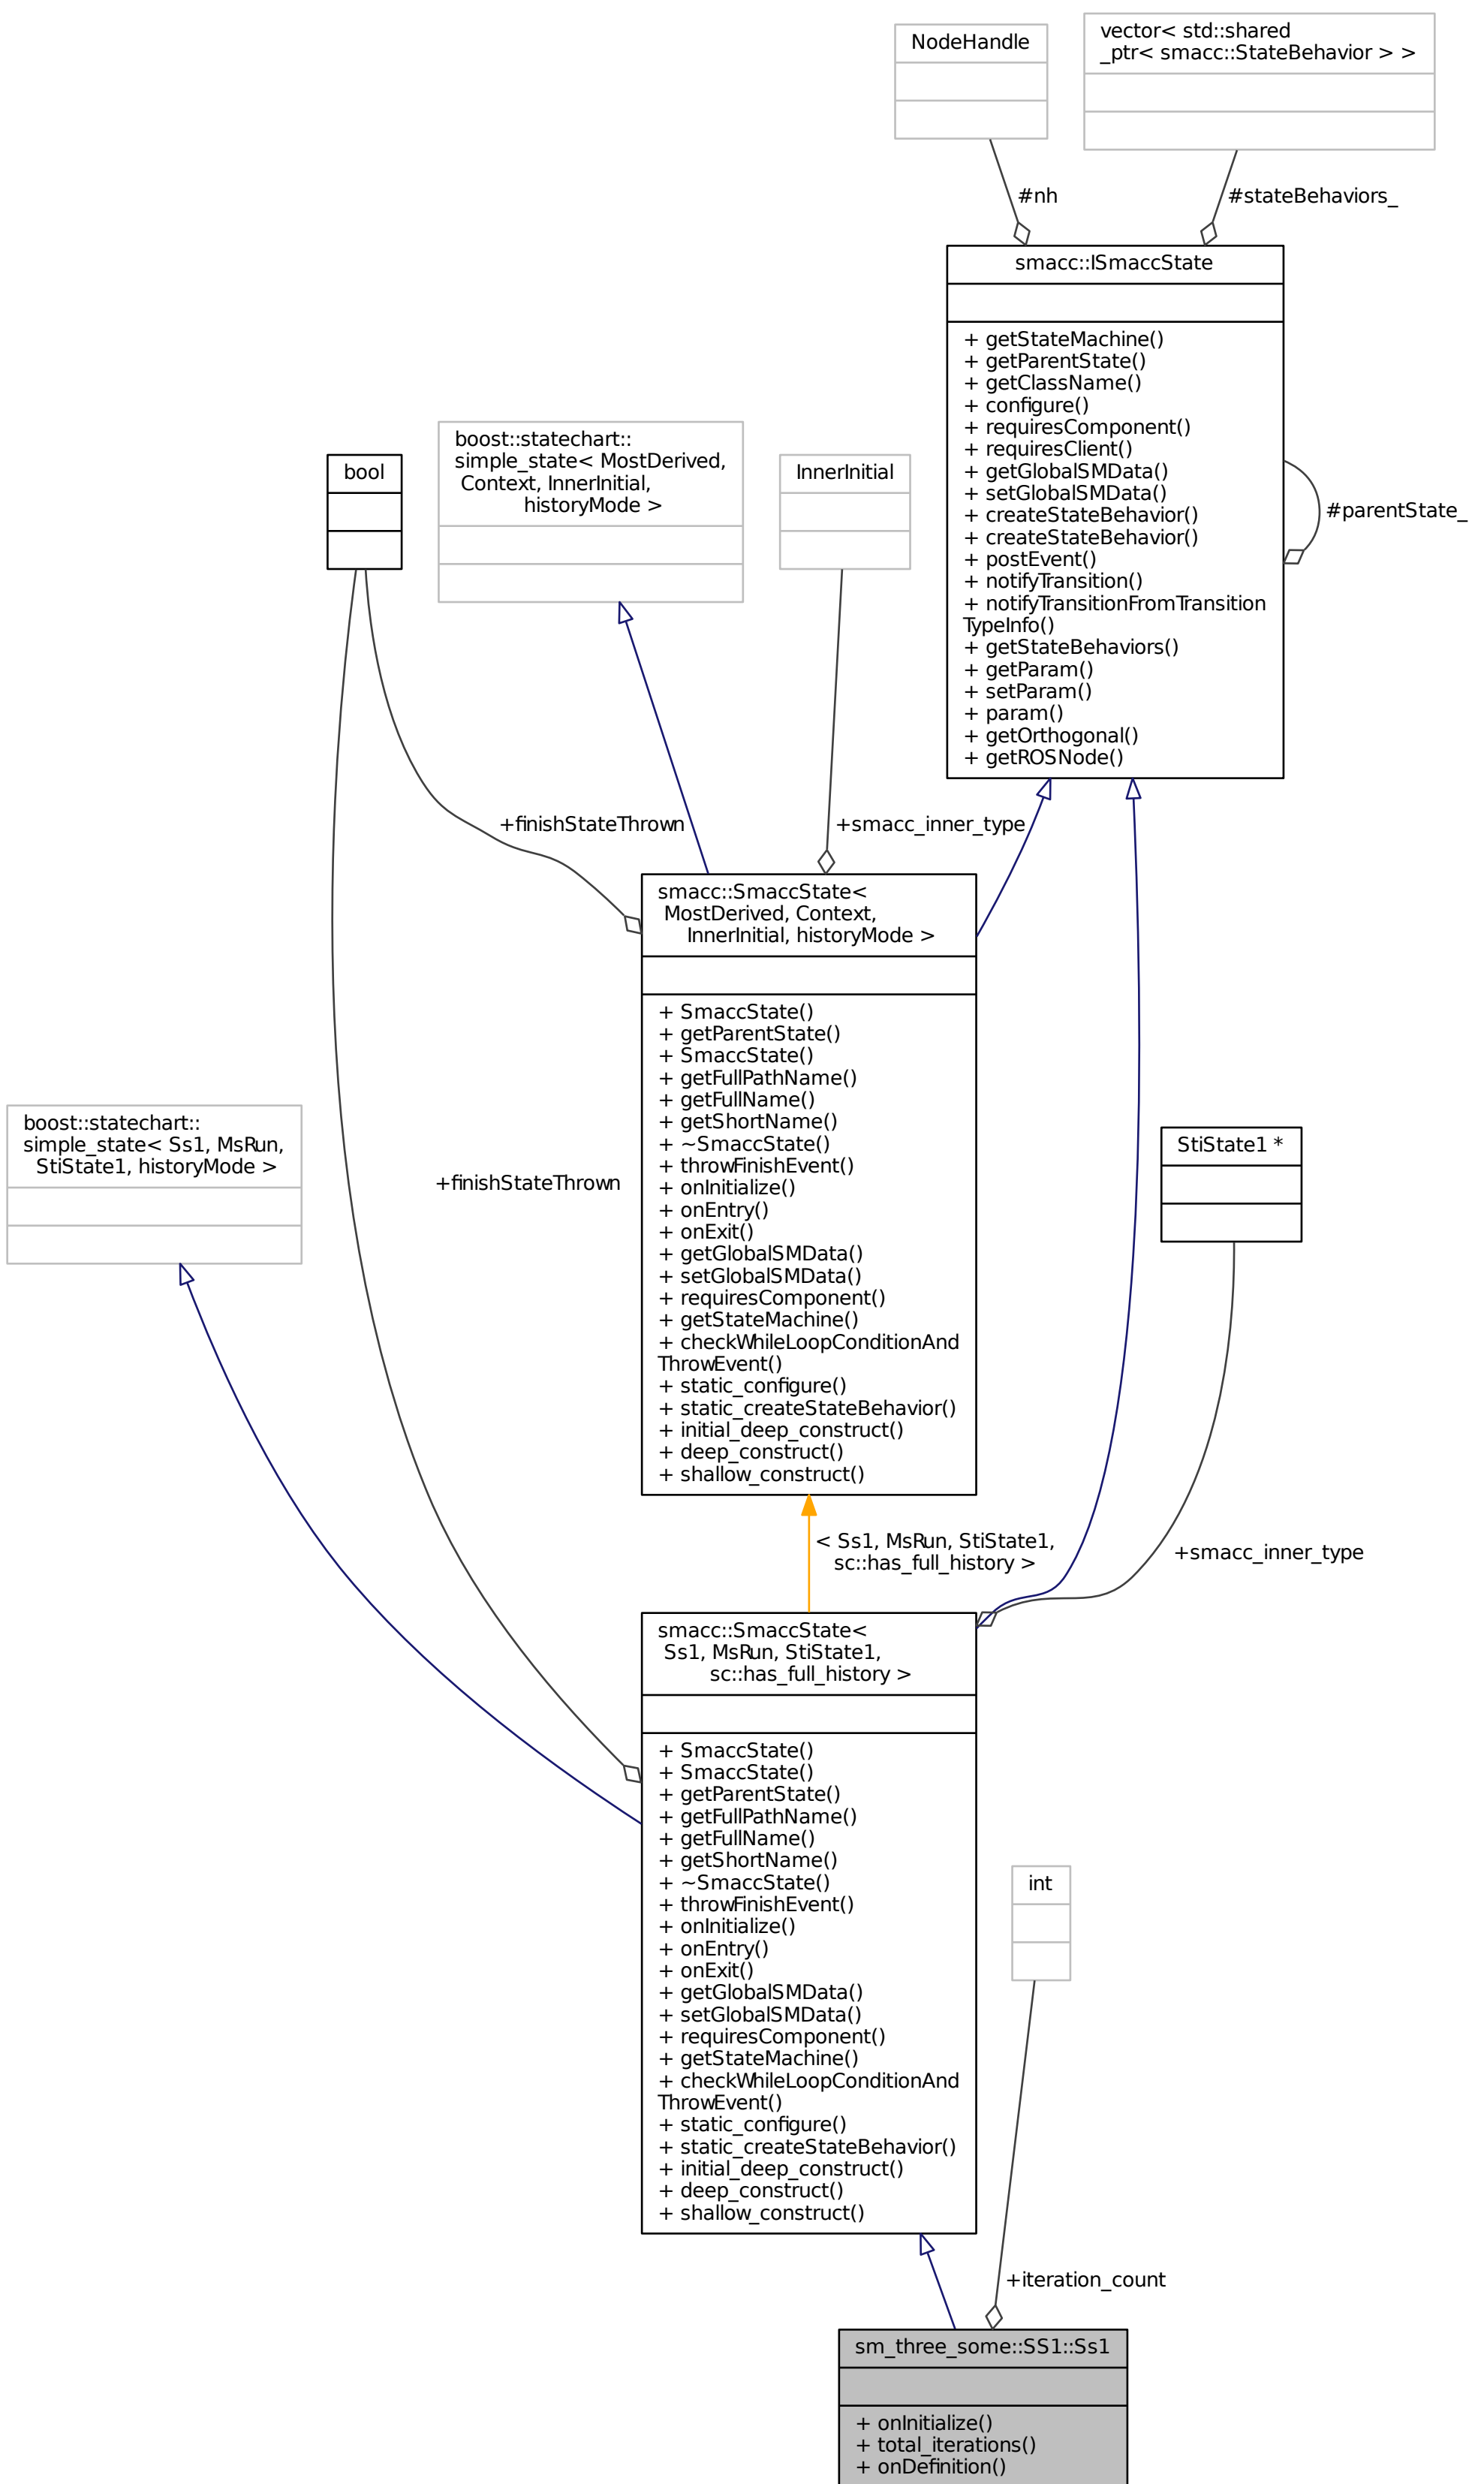 NodeHandle
vector< std::shared
_ptr< smacc::StateBehavior > >
#nh
#stateBehaviors_
smacc::ISmaccState
+ getStateMachine()
+ getParentState()
+ getClassName()
+ configure()
+ requiresComponent()
+ requiresClient()
+ getGlobalSMData()
+ setGlobalSMData()
+ createStateBehavior()
+ createStateBehavior()
+ postEvent()
+ notifyTransition()
+ notifyTransitionFromTransition
TypeInfo()
+ getStateBehaviors()
+ getParam()
+ setParam()
+ param()
+ getOrthogonal()
+ getROSNode()
#parentState_
bool
boost::statechart::
simple_state< MostDerived,
Context, InnerInitial,
historyMode >
InnerInitial
+finishStateThrown
+smacc_inner_type
smacc::SmaccState<
MostDerived, Context,
InnerInitial, historyMode >
+ SmaccState()
+ getParentState()
+ SmaccState()
+ getFullPathName()
+ getFullName()
+ getShortName()
+ ~SmaccState()
+ throwFinishEvent()
+ onInitialize()
+ onEntry()
+ onExit()
+ getGlobalSMData()
+ setGlobalSMData()
+ requiresComponent()
+ getStateMachine()
+ checkWhileLoopConditionAnd
ThrowEvent()
+ static_configure()
+ static_createStateBehavior()
+ initial_deep_construct()
+ deep_construct()
+ shallow_construct()
boost::statechart::
simple_state< Ss1, MsRun,
StiState1, historyMode >
+finishStateThrown
StiState1 *
< Ss1, MsRun, StiState1,
sc::has_full_history >
+smacc_inner_type
smacc::SmaccState<
Ss1, MsRun, StiState1,
sc::has_full_history >
+ SmaccState()
+ SmaccState()
+ getParentState()
+ getFullPathName()
+ getFullName()
+ getShortName()
+ ~SmaccState()
+ throwFinishEvent()
+ onInitialize()
+ onEntry()
+ onExit()
+ getGlobalSMData()
+ setGlobalSMData()
+ requiresComponent()
+ getStateMachine()
+ checkWhileLoopConditionAnd
ThrowEvent()
+ static_configure()
+ static_createStateBehavior()
+ initial_deep_construct()
+ deep_construct()
+ shallow_construct()
int
+iteration_count
sm_three_some::SS1::Ss1
+ onInitialize()
+ total_iterations()
+ onDefinition()